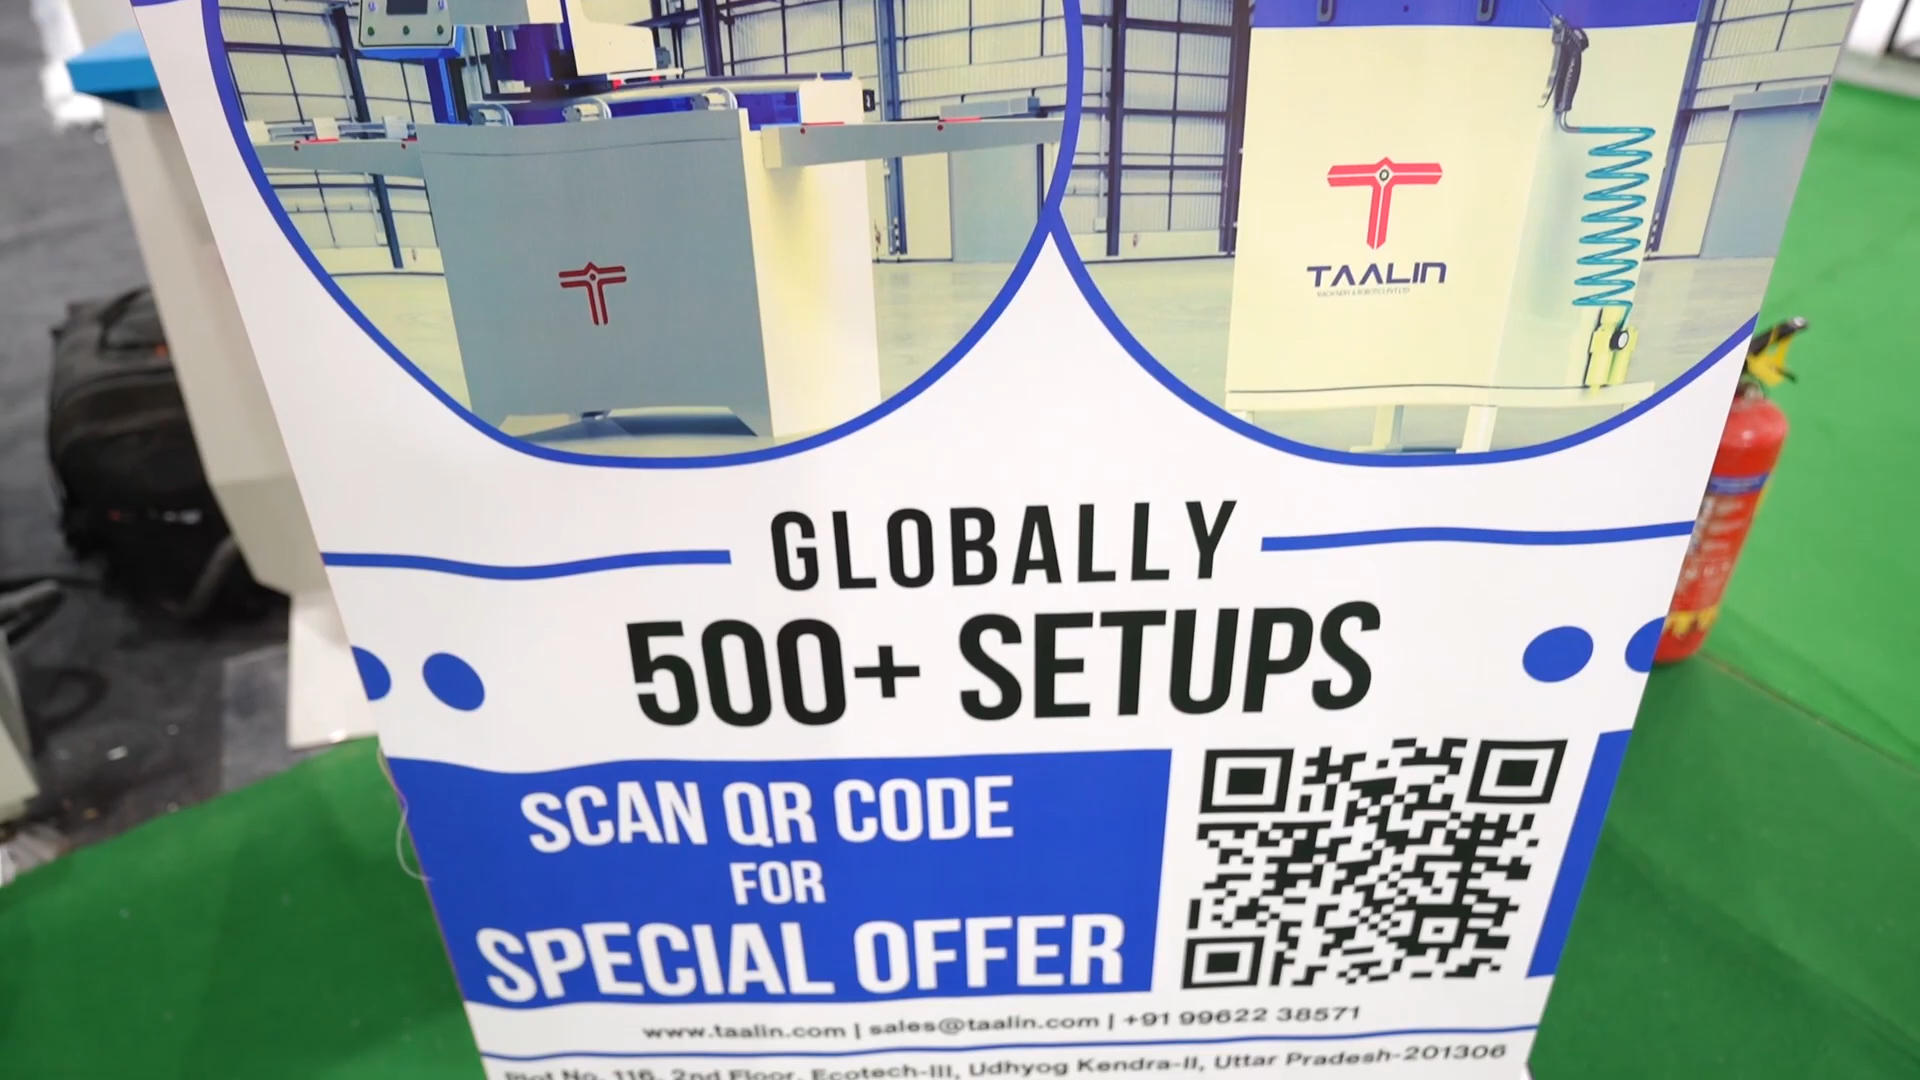 TAALIN
GLOBALLY
500+ SETUPS
SCAN QR CODE
FOR
SPECIAL OFFER
www.taalin.com | sales@taalin.com | +91 99622 38571
Plot No. 116, 2nd Floor, Ecotech-III, Udhyog Kendra-II, Uttar Pradesh-201306